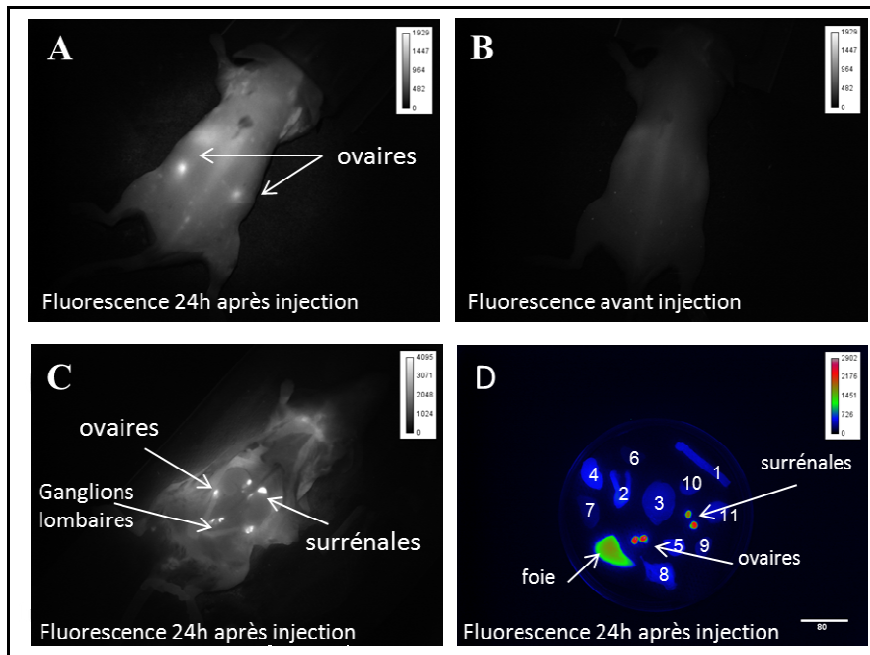 A
1929
1447
964
482
0
ovaires
Fluorescence 24h après injection
B
1929
1447
964
482
0
Fluorescence avant injection
C
4095
3071
2048
1024
0
ovaires
Ganglions
lombaires
surrénales
Fluorescence 24h après injection
D
2902
2176
1451
726
0
6
1
4
10
surrénales
2
3
7
11
5
9
ovaires
foie
8
80
Fluorescence 24h après injection